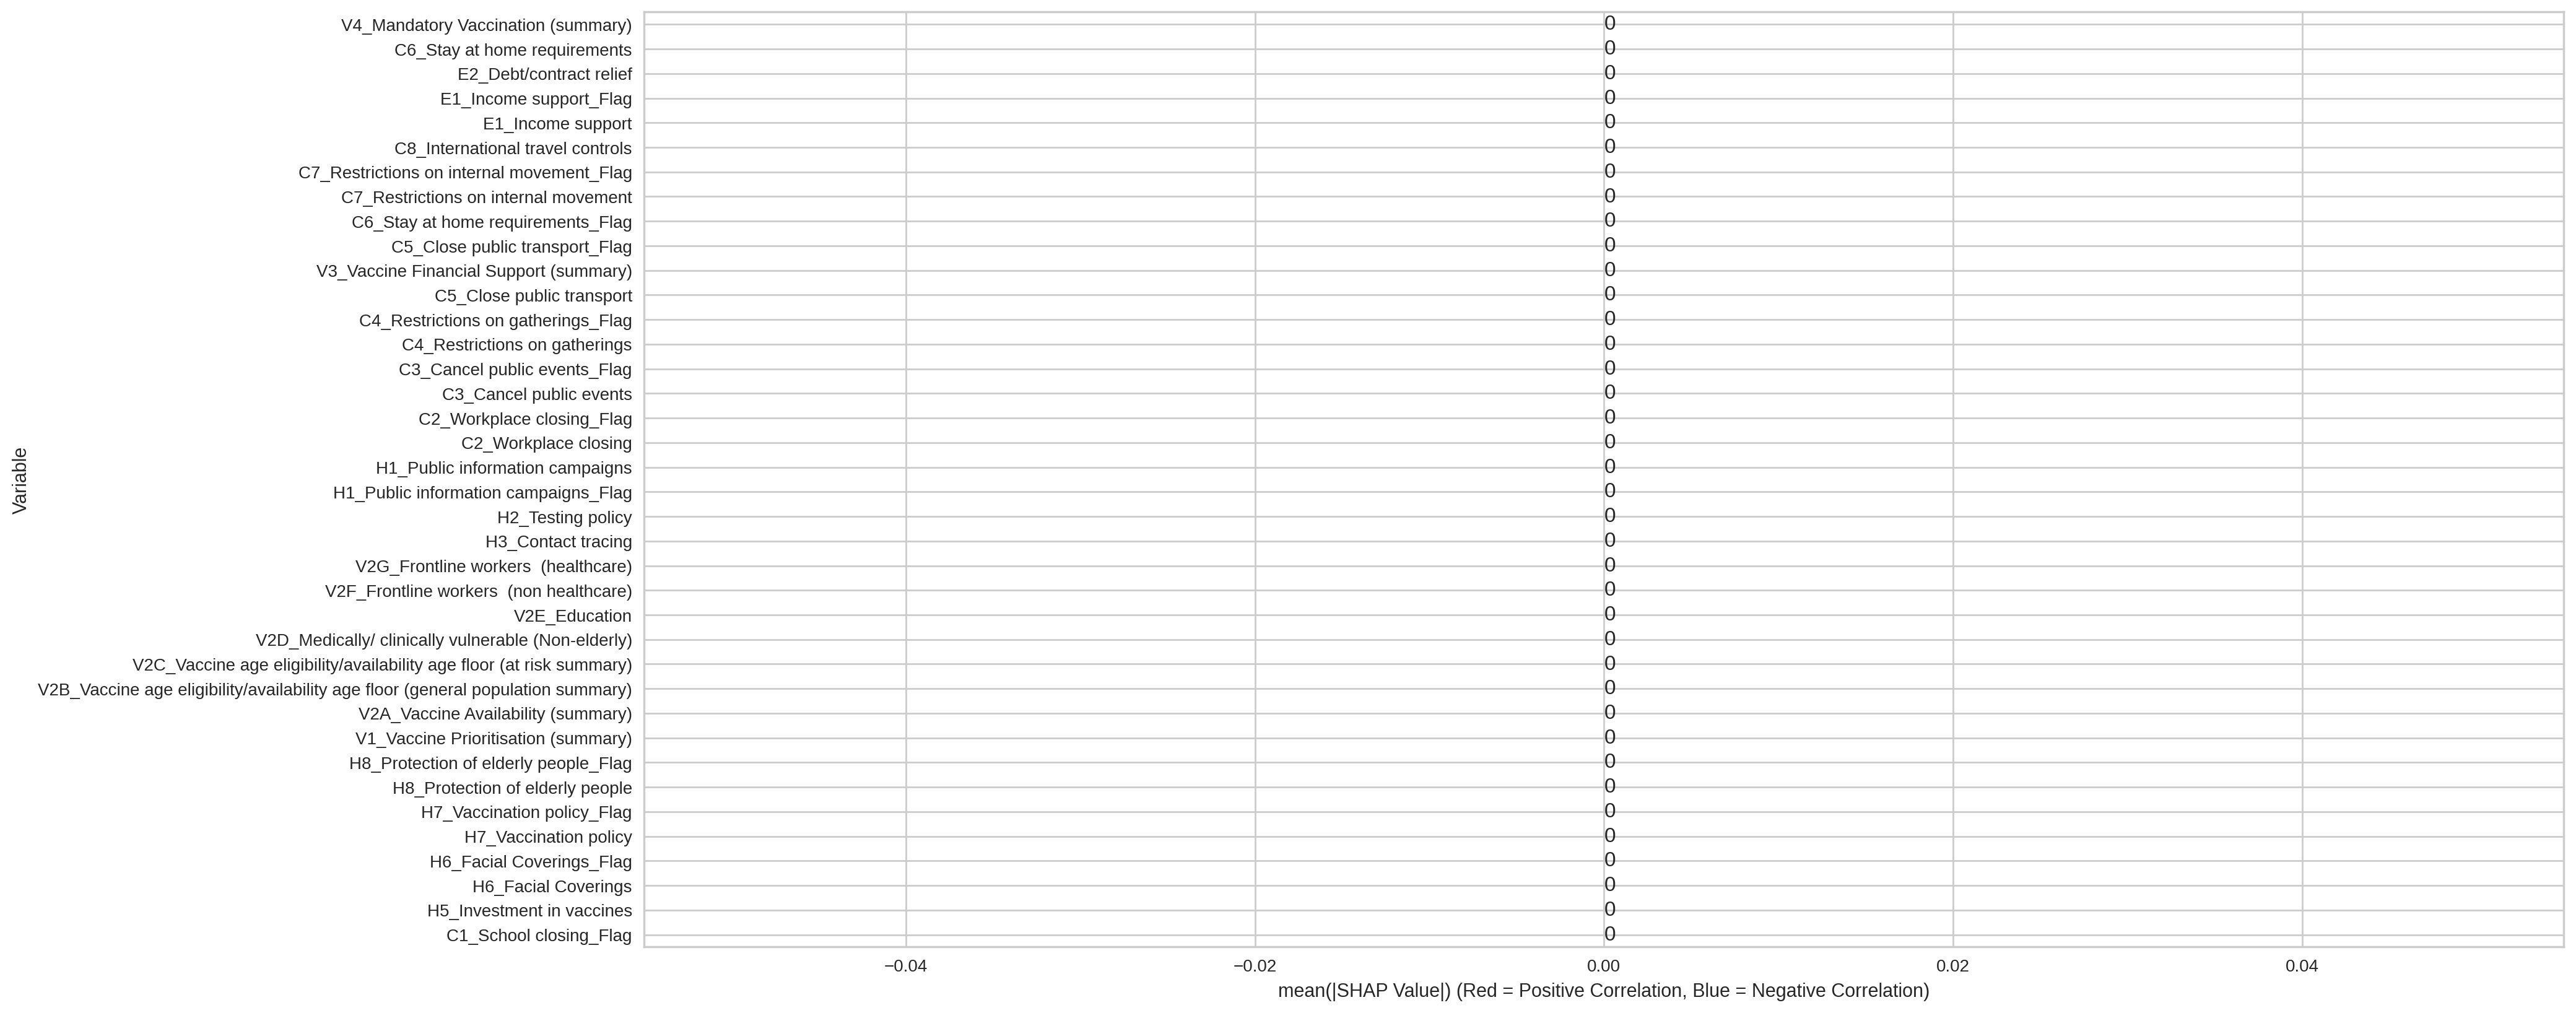 V4_Mandatory Vaccination (summary) 0
C6_Stay at home requirements 0
E2_Debt/contract relief 0
E1_Income support_Flag 0
E1_Income support 0
C8_International travel controls 0
C7_Restrictions on internal movement_Flag 0
C7_Restrictions on internal movement 0
C6_Stay at home requirements_Flag 0
C5_Close public transport_Flag 0
V3_Vaccine Financial Support (summary) 0
C5_Close public transport 0
C4_Restrictions on gatherings_Flag 0
C4_Restrictions on gatherings 0
C3_Cancel public events_Flag 0
C3_Cancel public events 0
C2_Workplace closing_Flag 0
C2_Workplace closing 0
H1_Public information campaigns 0
H1_Public information campaigns_Flag 0
H2_Testing policy 0
H3_Contact tracing 0
V2G_Frontline workers  (healthcare) 0
V2F_Frontline workers  (non healthcare) 0
V2E_Education 0
V2D_Medically/ clinically vulnerable (Non-elderly) 0
V2C_Vaccine age eligibility/availability age floor (at risk summary) 0
V2B_Vaccine age eligibility/availability age floor (general population summary) 0
V2A_Vaccine Availability (summary) 0
V1_Vaccine Prioritisation (summary) 0
H8_Protection of elderly people_Flag 0
H8_Protection of elderly people 0
H7_Vaccination policy_Flag 0
H7_Vaccination policy 0
H6_Facial Coverings_Flag 0
H6_Facial Coverings 0
H5_Investment in vaccines 0
C1_School closing_Flag 0
Variable
−0.04 −0.02 0.00 0.02 0.04
mean(|SHAP Value|) (Red = Positive Correlation, Blue = Negative Correlation)